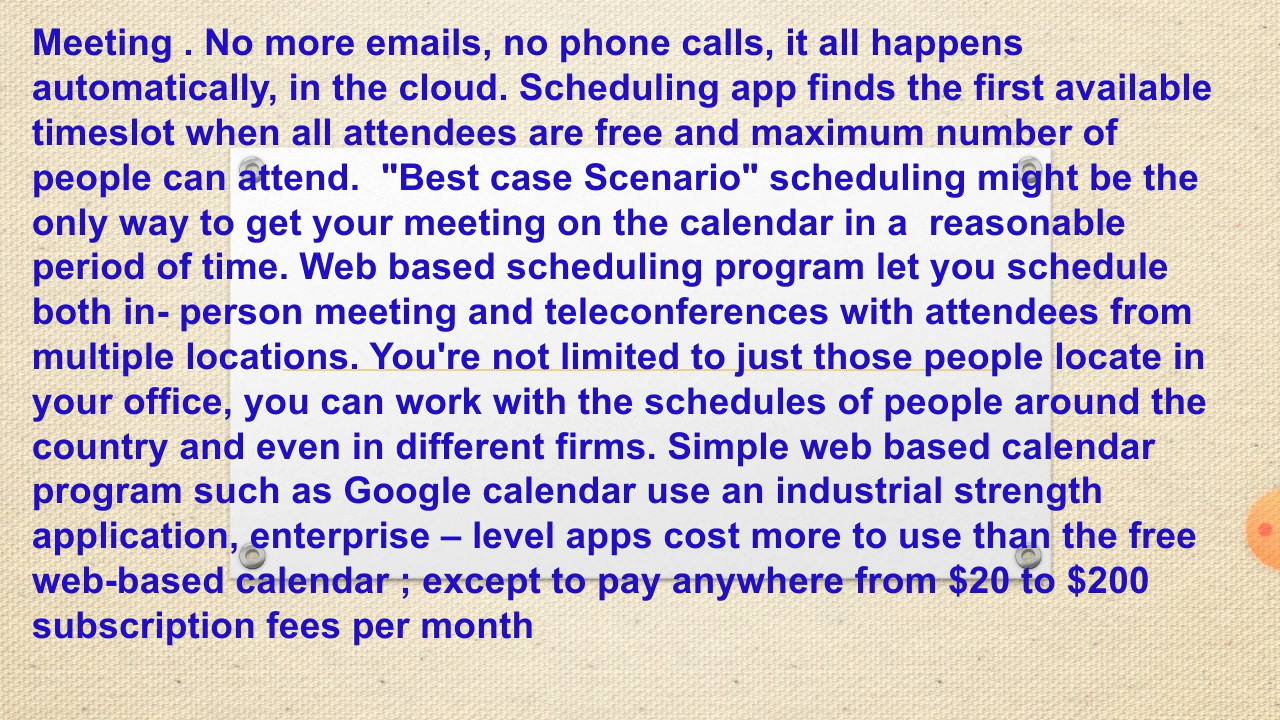 Meeting . No more emails, no phone calls, it all happens
automatically, in the cloud. Scheduling app finds the first available
timeslot when all attendees are free and maximum number of
people can attend.  "Best case Scenario" scheduling might be the
only way to get your meeting on the calendar in a  reasonable
period of time. Web based scheduling program let you schedule
both in- person meeting and teleconferences with attendees from
multiple locations. You're not limited to just those people locate in
your office, you can work with the schedules of people around the
country and even in different firms. Simple web based calendar
program such as Google calendar use an industrial strength
application, enterprise – level apps cost more to use than the free
web-based calendar ; except to pay anywhere from $20 to $200
subscription fees per month